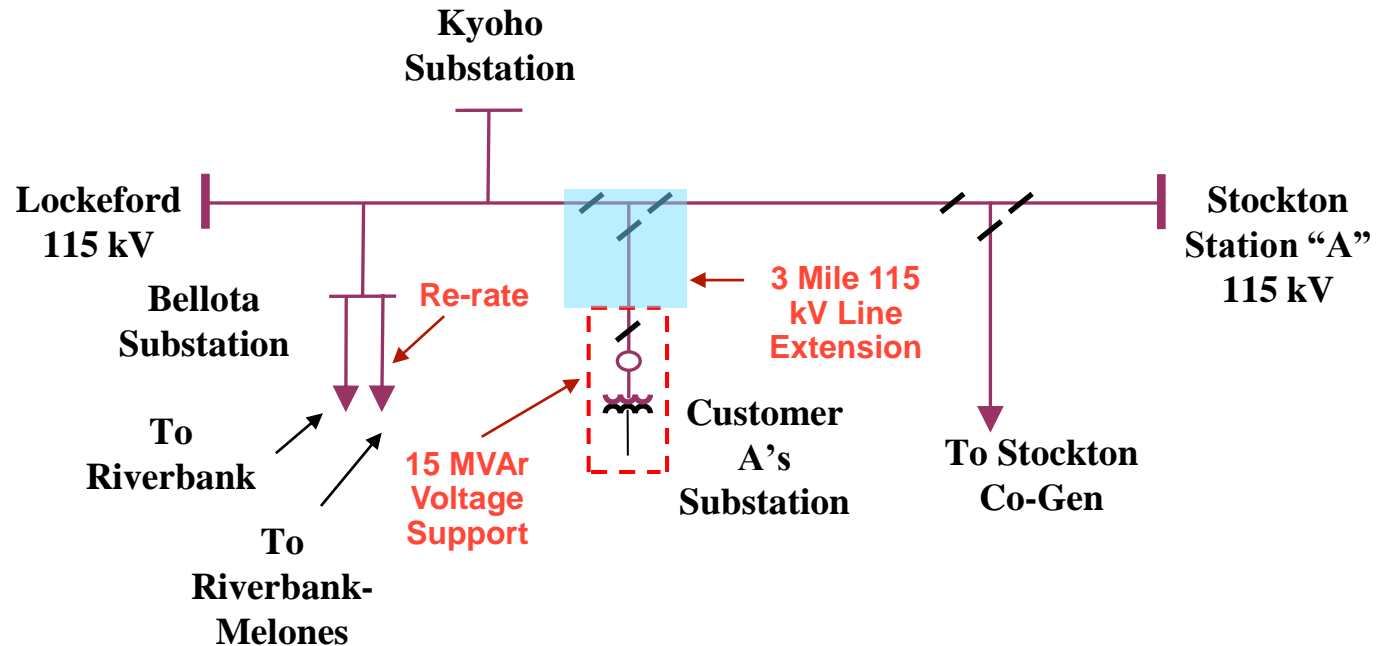 Kyoho
Substation
Lockeford
115 kV
Stockton
Station “A”
115 kV
Bellota
Substation
Re-rate
3 Mile 115
kV Line
Extension
To
Riverbank
To
Riverbank-
Melones
15 MVAr
Voltage
Support
Customer
A’s
Substation
To Stockton
Co-Gen